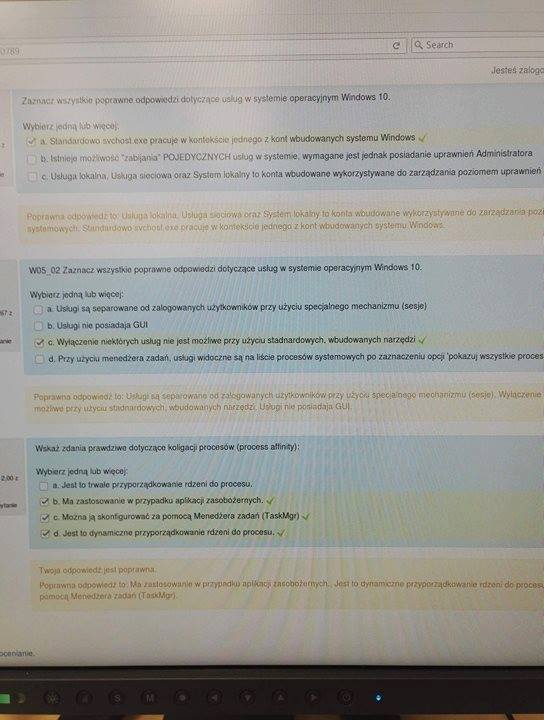 0789
Search
Jesteś zalogo
Zaznacz wszystkie poprawne odpowiedzi dotyczące usług w systemie operacyjnym Windows 10.
Wybierz jedną lub więcej:
a. Standardowo svchost.exe pracuje w kontekście jednego z kont wbudowanych systemu Windows
z
b. Istnieje możliwość "zabijania" POJEDYCZNYCH usług w systemie, wymagane jest jednak posiadanie uprawnień Administratora
ie
c. Usługa lokalna, Usługa sieciowa oraz System lokalny to konta wbudowane wykorzystywane do zarządzania poziomem uprawnień
Poprawna odpowiedź to: Usługa lokalna, Usługa sieciowa oraz System lokalny to konta wbudowane wykorzystywane do zarządzania pozi
systemowych, Standardowo svchost.exe pracuje w kontekście jednego z kont wbudowanych systemu Windows.
W05_02 Zaznacz wszystkie poprawne odpowiedzi dotyczące usług w systemie operacyjnym Windows 10.
Wybierz jedną lub więcej:
67 z
a. Usługi są separowane od zalogowanych użytkowników przy użyciu specjalnego mechanizmu (sesje)
b. Usługi nie posiadają GUI
anie
c. Wyłączenie niektórych usług nie jest możliwe przy użyciu stadnardowych, wbudowanych narzędzi
d. Przy użyciu menedżera zadań, usługi widoczne są na liście procesów systemowych po zaznaczeniu opcji 'pokazuj wszystkie proces
Poprawna odpowiedź to: Usługi są separowane od zalogowanych użytkowników przy użyciu specjalnego mechanizmu (sesje), Wyłączenie
możliwe przy użyciu stadnardowych, wbudowanych narzędzi, Usługi nie posiadają GUI.
Wskaż zdania prawdziwe dotyczące koligacji procesów (process affinity):
Wybierz jedną lub więcej:
2,00 z
a. Jest to trwałe przyporządkowanie rdzeni do procesu.
b. Ma zastosowanie w przypadku aplikacji zasobożernych.
ytanie
c. Można ją skonfigurować za pomocą Menedżera zadań (TaskMgr)
d. Jest to dynamiczne przyporządkowanie rdzeni do procesu.
Twoja odpowiedź jest poprawna.
Poprawna odpowiedź to: Ma zastosowanie w przypadku aplikacji zasobożernych., Jest to dynamiczne przyporządkowanie rdzeni do procesu
pomocą Menedżera zadań (TaskMgr).
ocenianie.
S M